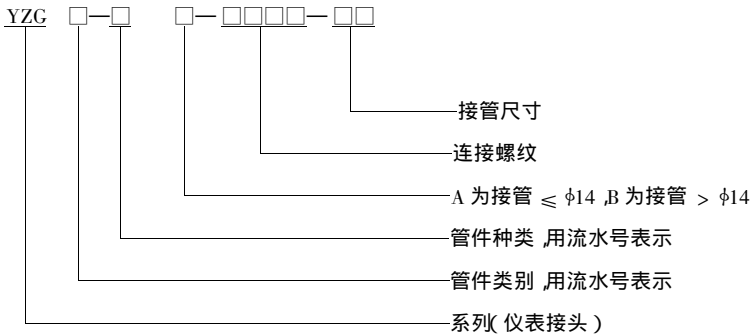 YZG □—□ □—□□□□—□□
接管尺寸
连接螺纹
A 为接管 ≤ ϕ14 ,B 为接管 > ϕ14
管件种类 ,用流水号表示
管件类别 ,用流水号表示
系列( 仪表接头 )